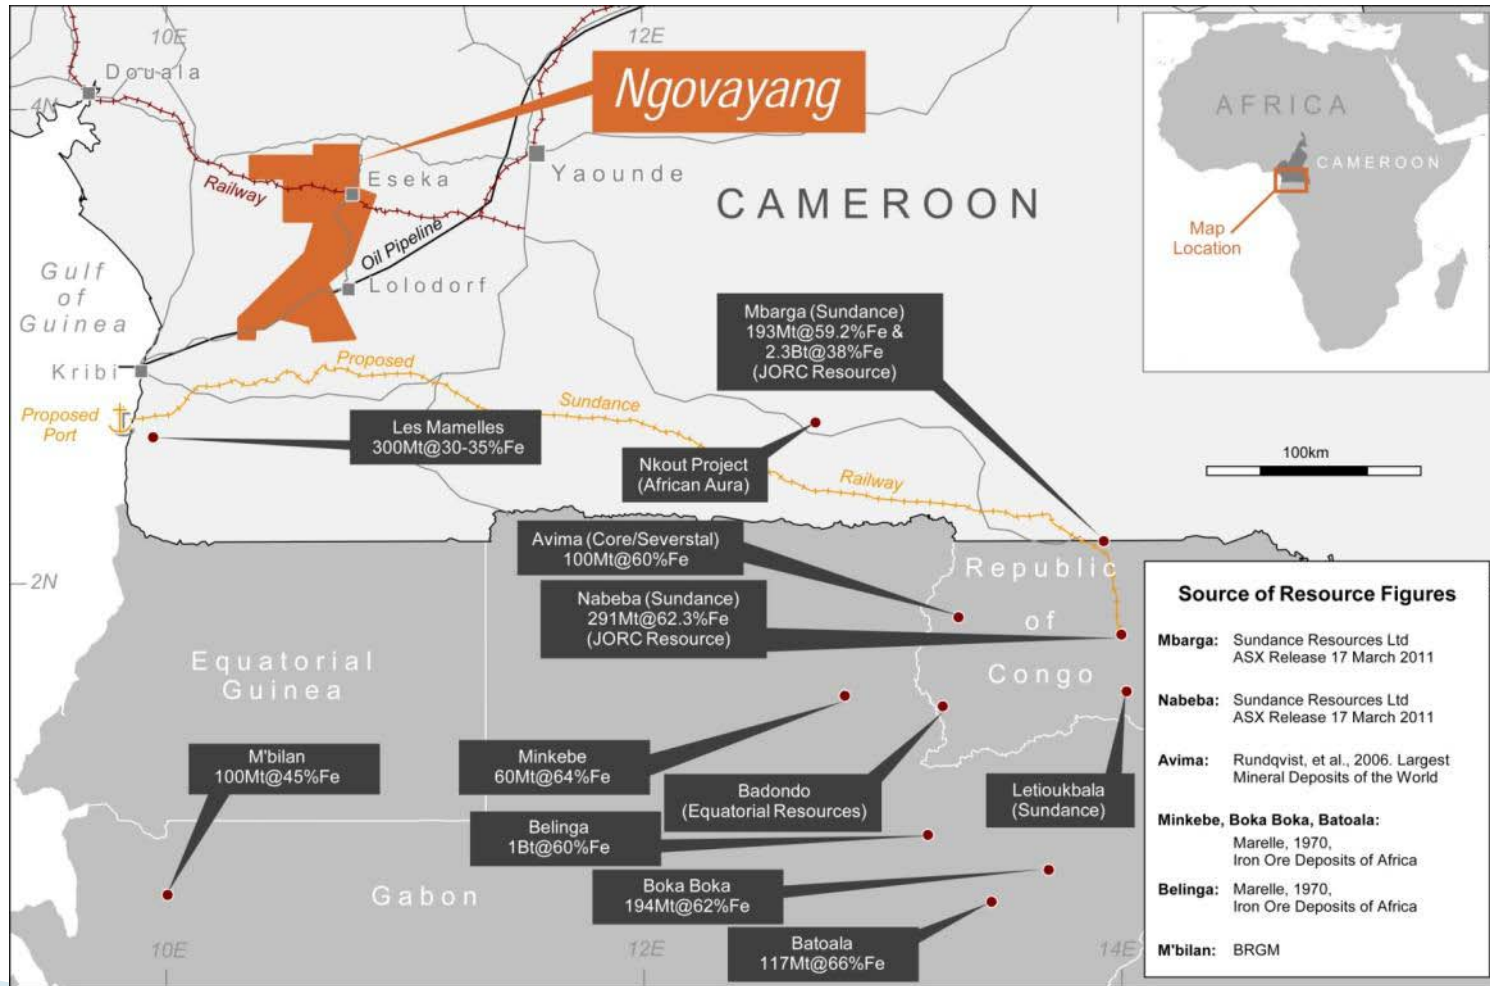 10E
12E
Douala
4N
Ngovayang
Eseka
Railway
Yaounde
CAMEROON
Oil Pipeline
Lolodorf
Gulf
of
Guinea
Kribi
AFRICA
CAMEROON
Map
Location
Mbarga (Sundance)
193Mt@59.2%Fe &
2.3Bt@38%Fe
(JORC Resource)
Proposed
Sundance
Railway
Proposed
Port
Les Mamelles
300Mt@30-35%Fe
Nkout Project
(African Aura)
100km
2N
Avima (Core/Severstal)
100Mt@60%Fe
Nabeba (Sundance)
291Mt@62.3%Fe
(JORC Resource)
Republic
of
Congo
Equatorial
Guinea
M'bilan
100Mt@45%Fe
Minkebe
60Mt@64%Fe
Badondo
(Equatorial Resources)
Letioukbala
(Sundance)
Belinga
1Bt@60%Fe
Gabon
Boka Boka
194Mt@62%Fe
Batoala
117Mt@66%Fe
10E
12E
14E
Source of Resource Figures
Mbarga: Sundance Resources Ltd
ASX Release 17 March 2011
Nabeba: Sundance Resources Ltd
ASX Release 17 March 2011
Avima: Rundqvist, et al., 2006. Largest
Mineral Deposits of the World
Minkebe, Boka Boka, Batoala:
Marelle, 1970,
Iron Ore Deposits of Africa
Belinga: Marelle, 1970,
Iron Ore Deposits of Africa
M'bilan: BRGM